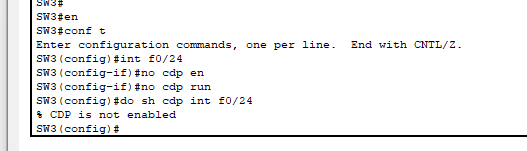 SW3#
SW3#en
SW3#conf t
Enter configuration commands, one per line.  End with CNTL/Z.
SW3(config)#int f0/24
SW3(config-if)#no cdp en
SW3(config-if)#no cdp run
SW3(config)#do sh cdp int f0/24
% CDP is not enabled
SW3(config)#